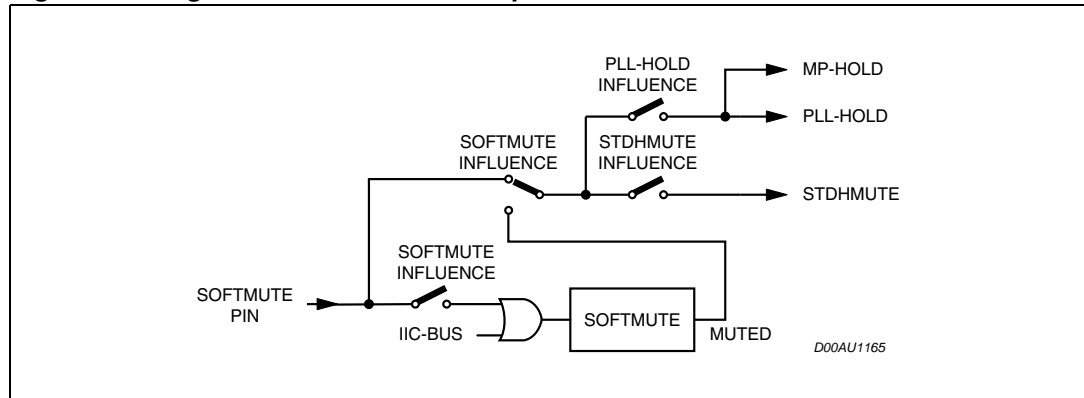 PLL-HOLD
INFLUENCE
MP-HOLD
PLL-HOLD
SOFTMUTE
INFLUENCE
STDHMUTE
INFLUENCE
STDHMUTE
SOFTMUTE
INFLUENCE
SOFTMUTE
PIN
IIC-BUS
SOFTMUTE
MUTED
D00AU1165